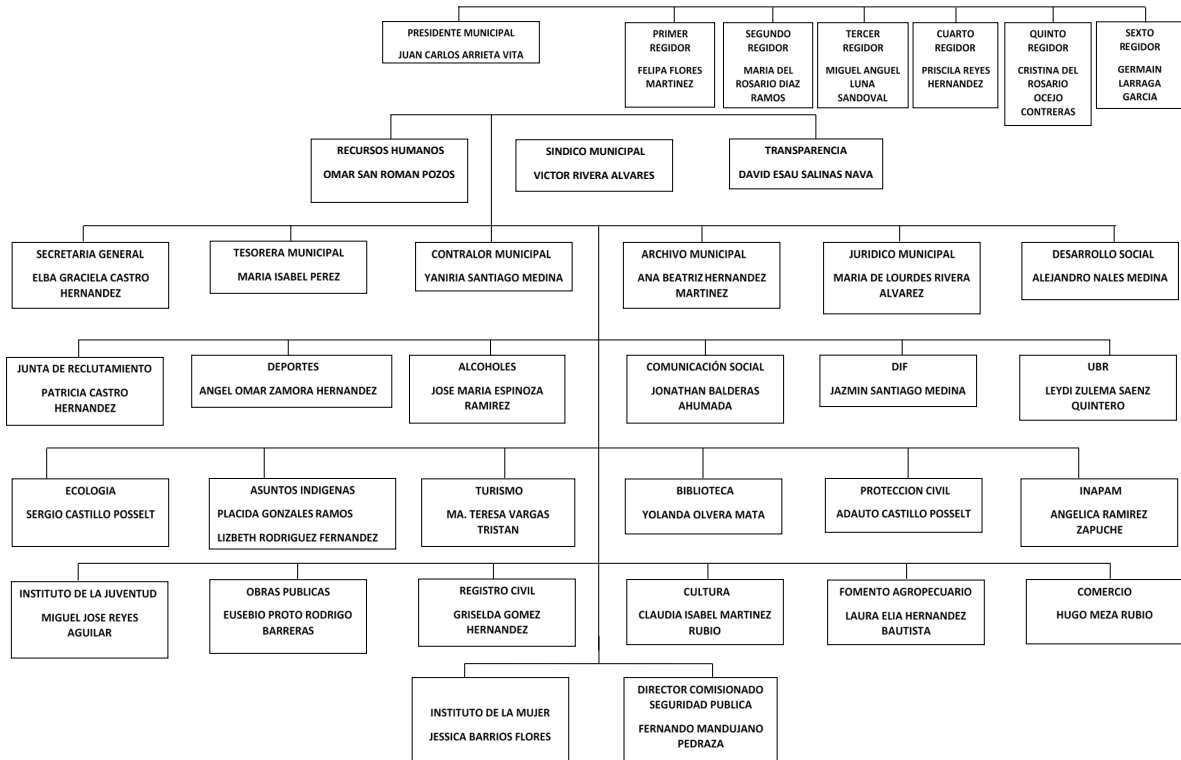 PRESIDENTE MUNICIPAL
JUAN CARLOS ARRIETA VITA
PRIMER
REGIDOR
FELIPA FLORES
MARTINEZ
SEGUNDO
REGIDOR
MARIA DEL
ROSARIO DIAZ
RAMOS
TERCER
REGIDOR
MIGUEL ANGUEL
LUNA
SANDOVAL
CUARTO
REGIDOR
PRISCILA REYES
HERNANDEZ
QUINTO
REGIDOR
CRISTINA DEL
ROSARIO
OCEJO
CONTRERAS
SEXTO
REGIDOR
GERMAIN
LARRAGA
GARCIA
RECURSOS HUMANOS
OMAR SAN ROMAN POZOS
SINDICO MUNICIPAL
VICTOR RIVERA ALVARES
TRANSPARENCIA
DAVID ESAU SALINAS NAVA
SECRETARIA GENERAL
ELBA GRACIELA CASTRO
HERNANDEZ
TESORERA MUNICIPAL
MARIA ISABEL PEREZ
CONTRALOR MUNICIPAL
YANIRIA SANTIAGO MEDINA
ARCHIVO MUNICIPAL
ANA BEATRIZ HERNANDEZ
MARTINEZ
JURIDICO MUNICIPAL
MARIA DE LOURDES RIVERA
ALVAREZ
DESARROLLO SOCIAL
ALEJANDRO NALES MEDINA
JUNTA DE RECLUTAMIENTO
PATRICIA CASTRO
HERNANDEZ
DEPORTES
ANGEL OMAR ZAMORA HERNANDEZ
ALCOHOLES
JOSE MARIA ESPINOZA
RAMIREZ
COMUNICACIÓN SOCIAL
JONATHAN BALDERAS
AHUMADA
DIF
JAZMIN SANTIAGO MEDINA
UBR
LEYDI ZULEMA SAENZ
QUINTERO
ECOLOGIA
SERGIO CASTILLO POSSELT
ASUNTOS INDIGENAS
PLACIDA GONZALES RAMOS
LIZBETH RODRIGUEZ FERNANDEZ
TURISMO
MA. TERESA VARGAS
TRISTAN
BIBLIOTECA
YOLANDA OLVERA MATA
PROTECCION CIVIL
ADAUTO CASTILLO POSSELT
INAPAM
ANGELICA RAMIREZ
ZAPUCHE
INSTITUTO DE LA JUVENTUD
MIGUEL JOSE REYES
AGUILAR
OBRAS PUBLICAS
EUSEBIO PROTO RODRIGO
BARRERAS
REGISTRO CIVIL
GRISELDA GOMEZ
HERNANDEZ
CULTURA
CLAUDIA ISABEL MARTINEZ
RUBIO
FOMENTO AGROPECUARIO
LAURA ELIA HERNANDEZ
BAUTISTA
COMERCIO
HUGO MEZA RUBIO
INSTITUTO DE LA MUJER
JESSICA BARRIOS FLORES
DIRECTOR COMISIONADO
SEGURIDAD PUBLICA
FERNANDO MANDUJANO
PEDRAZA